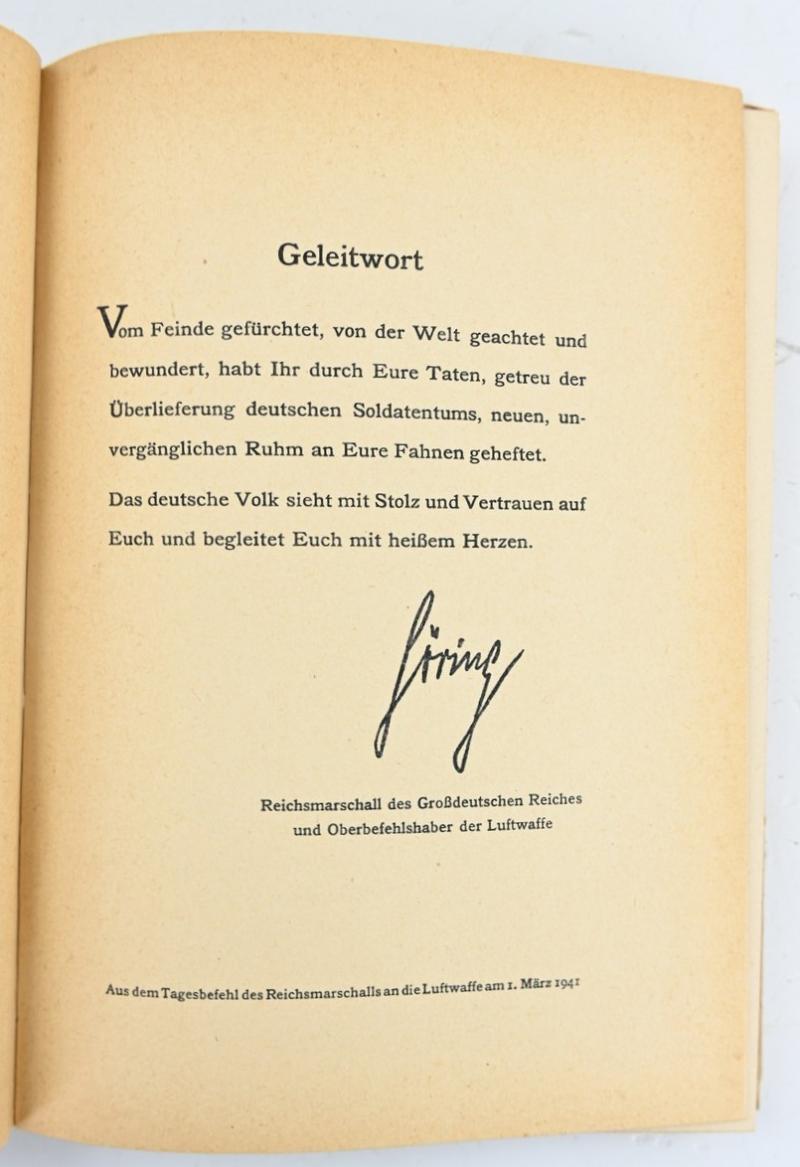 Geleitwort
Vom Feinde gefürchtet, von der Welt geachtet und
bewundert, habt Ihr durch Eure Taten, getreu der
Überlieferung deutschen Soldatentums, neuen, un-
vergänglichen Ruhm an Eure Fahnen geheftet.
Das deutsche Volk sieht mit Stolz und Vertrauen auf
Euch und begleitet Euch mit heißem Herzen.
Göring
Reichsmarschall des Großdeutschen Reiches
und Oberbefehlshaber der Luftwaffe
Aus dem Tagesbefehl des Reichsmarschalls an die Luftwaffe am 1. März 1941